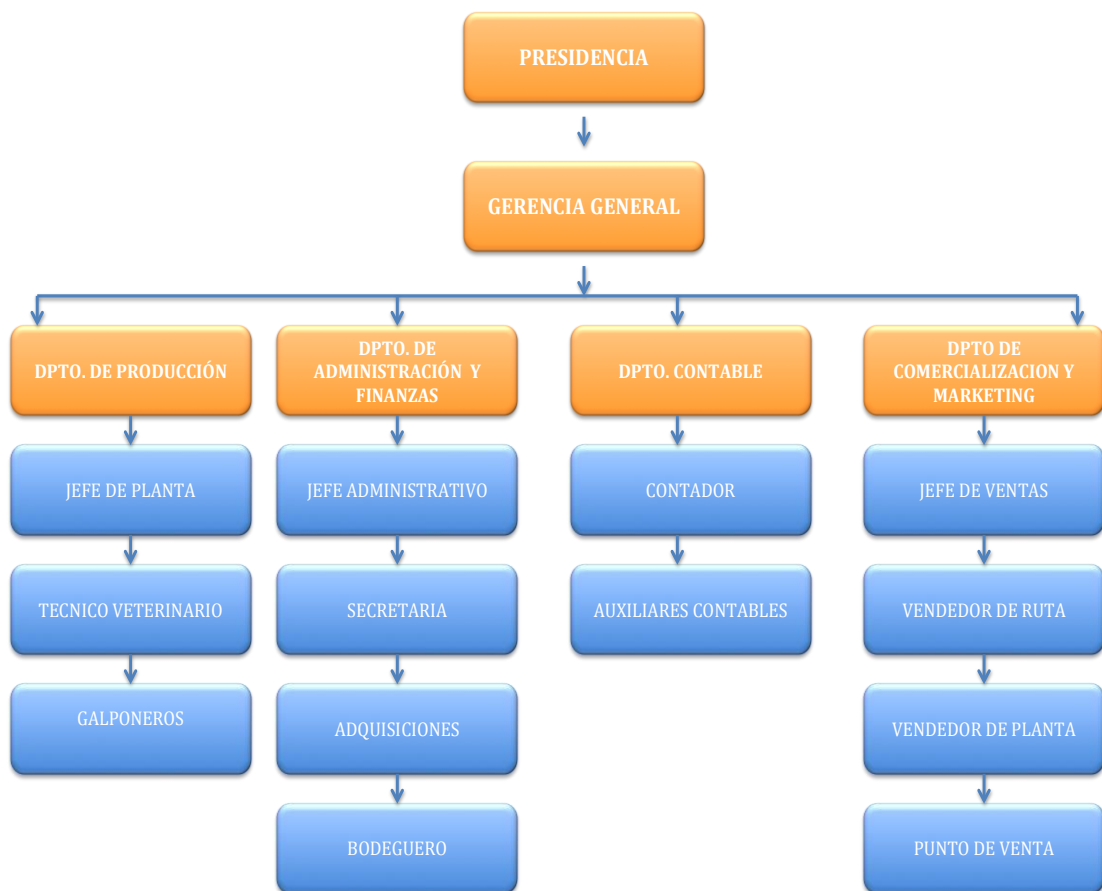 PRESIDENCIA
GERENCIA GENERAL
DPTO. DE PRODUCCIÓN
DPTO. DE
ADMINISTRACIÓN Y
FINANZAS
DPTO. CONTABLE
DPTO DE
COMERCIALIZACION Y
MARKETING
JEFE DE PLANTA
JEFE ADMINISTRATIVO
CONTADOR
JEFE DE VENTAS
TECNICO VETERINARIO
SECRETARIA
AUXILIARES CONTABLES
VENDEDOR DE RUTA
GALPONEROS
ADQUISICIONES
VENDEDOR DE PLANTA
BODEGUERO
PUNTO DE VENTA